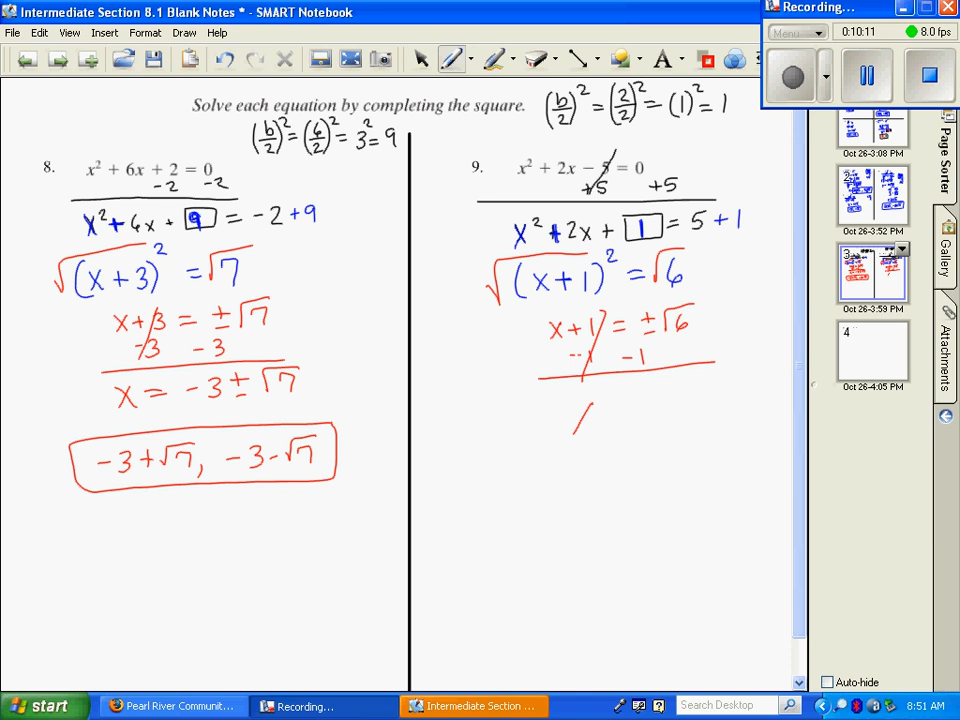 Intermediate Section 8.1 Blank Notes * - SMART Notebook
Recording...
File Edit View Insert Format Draw Help
Menu
0:10:11
8.0 fps
Solve each equation by completing the square.
(b/2)² = (2/2)² = (1)² = 1
(b/2)² = (6/2)² = 3² = 9
8. x² + 6x + 2 = 0
-2 -2
x² + 6x + 9 = -2 + 9
√(x + 3)² = √7
x + 3 = ±√7
-3 -3
x = -3 ± √7
-3 + √7, -3 - √7
9. x² + 2x - 5 = 0
+5 +5
x² + 2x + 1 = 5 + 1
√(x + 1)² = √6
x + 1 = ±√6
-1 -1
Oct 26-3:08 PM
Oct 26-3:52 PM
3
Oct 26-3:59 PM
4
Oct 26-4:05 PM
Page Sorter
Gallery
Attachments
Auto-hide
start
Pearl River Communit...
Recording...
Intermediate Section ...
Search Desktop
8:51 AM